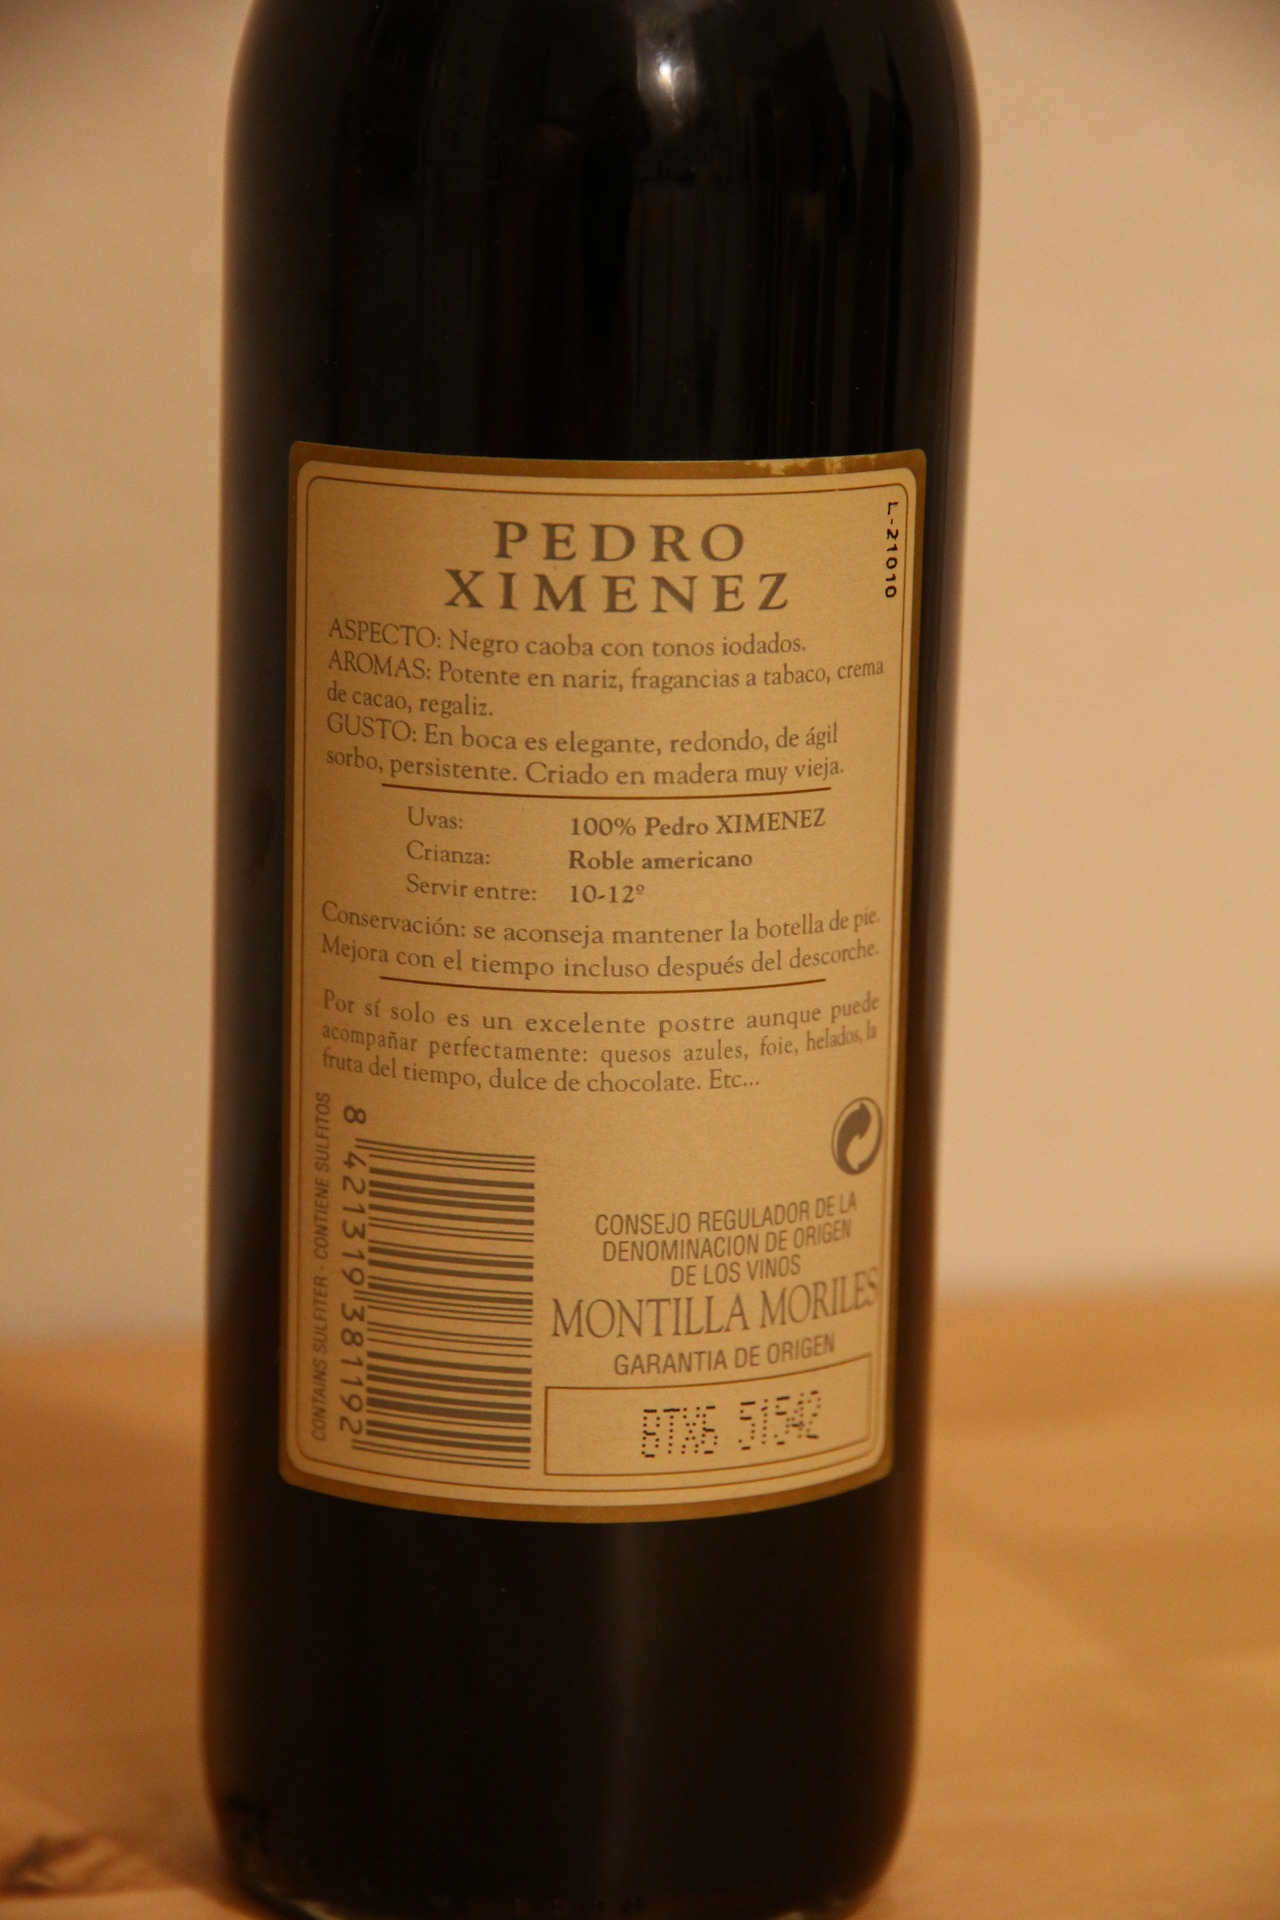 PEDRO
XIMENEZ
L-21010
ASPECTO: Negro caoba con tonos iodados.
AROMAS: Potente en nariz, fragancias a tabaco, crema
de cacao, regaliz.
GUSTO: En boca es elegante, redondo, de ágil
sorbo, persistente. Criado en madera muy vieja.
Uvas: 100% Pedro XIMENEZ
Crianza: Roble americano
Servir entre: 10-12º
Conservación: se aconseja mantener la botella de pie.
Mejora con el tiempo incluso después del descorche.
Por sí solo es un excelente postre aunque puede
acompañar perfectamente: quesos azules, foie, helados, la
fruta del tiempo, dulce de chocolate. Etc...
CONTAINS SULFITER - CONTIENE SULFITOS
8 421319 381192
CONSEJO REGULADOR DE LA
DENOMINACION DE ORIGEN
DE LOS VINOS
MONTILLA MORILES
GARANTIA DE ORIGEN
51542